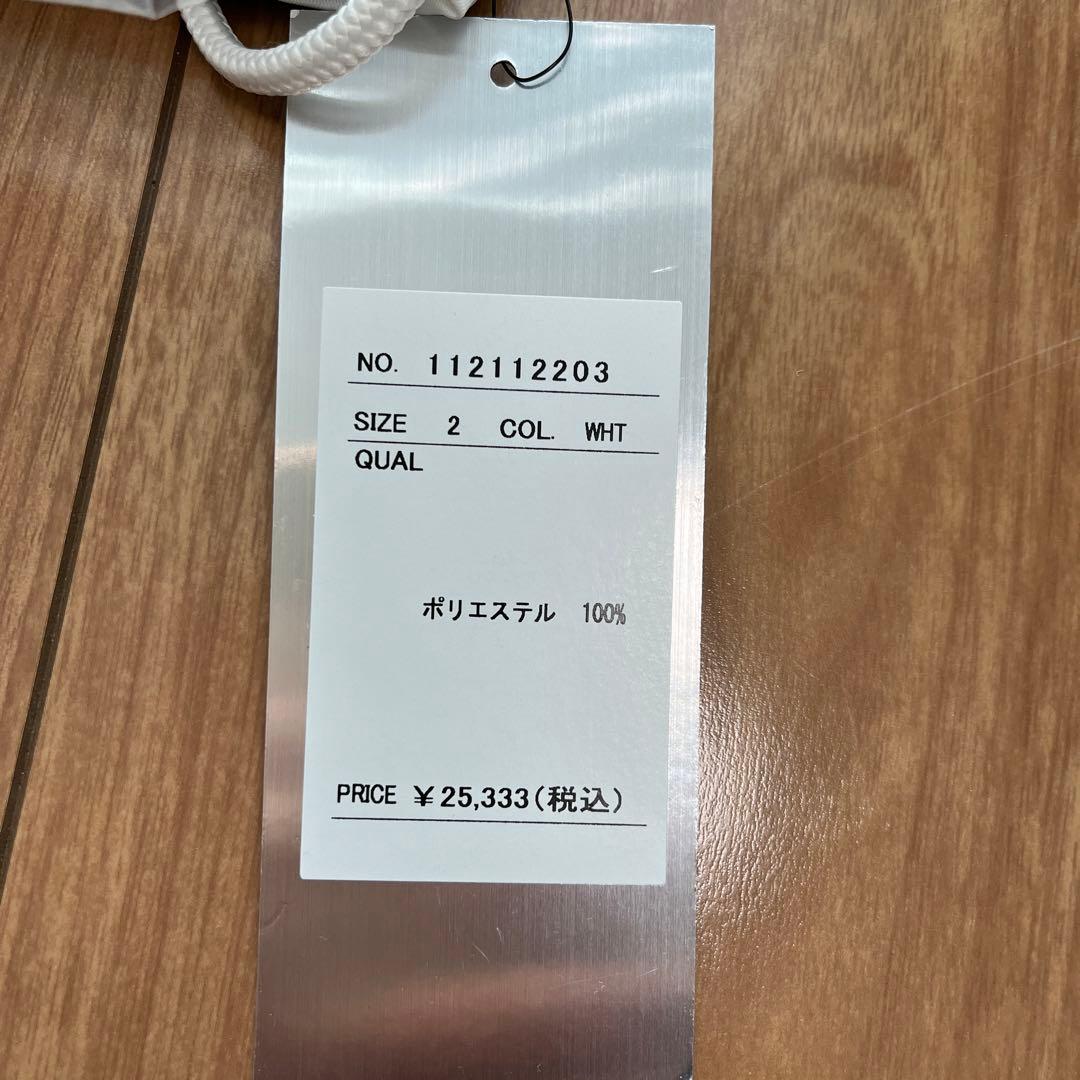 NO. 112112203
SIZE 2 COL. WHT
QUAL
ポリエステル 100%
PRICE ¥25,333(税込)